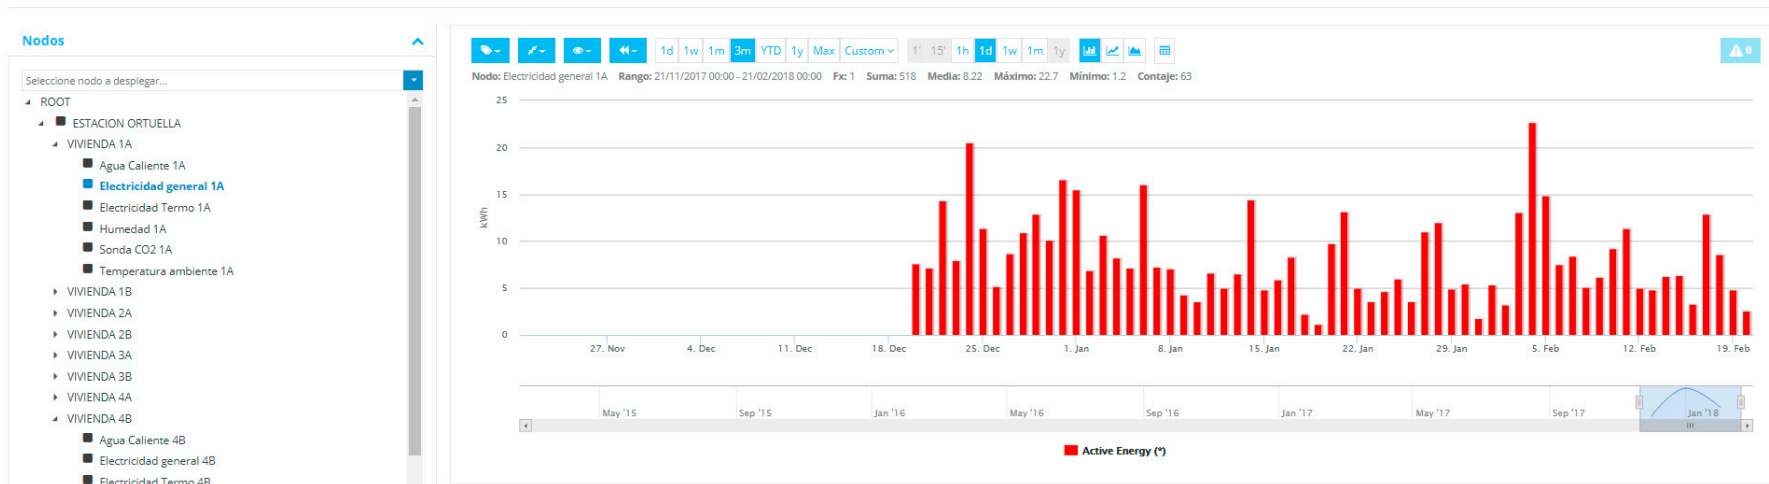 Nodos
Seleccione nodo a desplegar...
ROOT
ESTACION ORTUELLA
VIVIENDA 1A
Agua Caliente 1A
Electricidad general 1A
Electricidad Termo 1A
Humedad 1A
Sonda CO2 1A
Temperatura ambiente 1A
VIVIENDA 1B
VIVIENDA 2A
VIVIENDA 2B
VIVIENDA 3A
VIVIENDA 3B
VIVIENDA 4A
VIVIENDA 4B
Agua Caliente 4B
Electricidad general 4B
Electricidad Termo 4B
1d 1w 1m 3m YTD 1y Max Custom 1' 15' 1h 1d 1w 1m 1y
0
Nodo: Electricidad general 1A Rango: 21/11/2017 00:00 - 21/02/2018 00:00 Fx: 1 Suma: 518 Media: 8.22 Máximo: 22.7 Mínimo: 1.2 Contaje: 63
25
20
15
10
5
0
kWh
27. Nov 4. Dec 11. Dec 18. Dec 25. Dec 1. Jan 8. Jan 15. Jan 22. Jan 29. Jan 5. Feb 12. Feb 19. Feb
May '15 Sep '15 Jan '16 May '16 Sep '16 Jan '17 May '17 Sep '17 Jan '18
Active Energy (*)